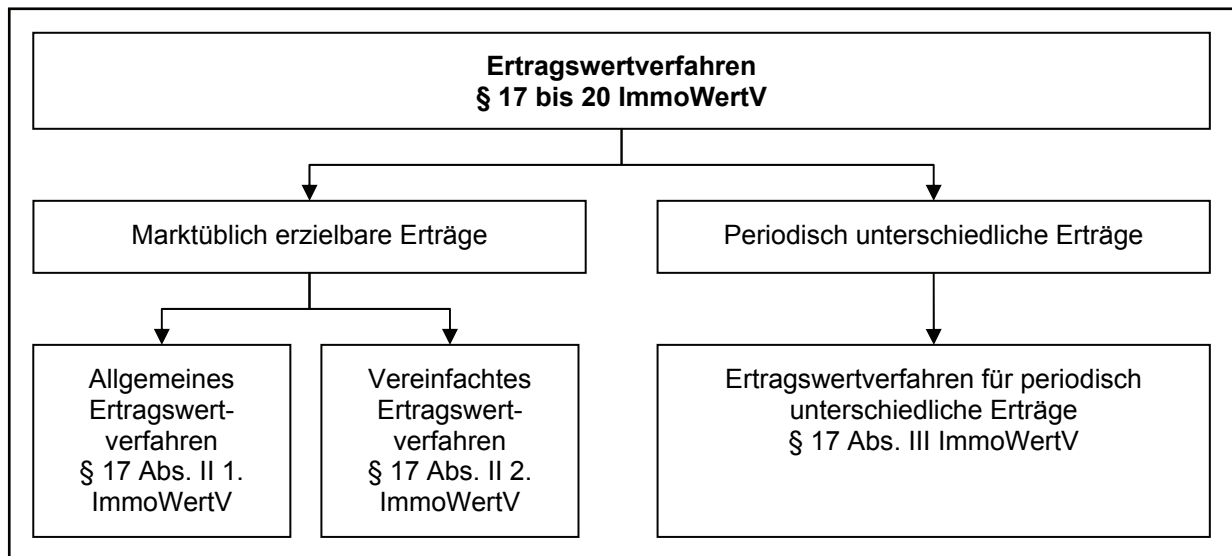 Ertragswertverfahren
§ 17 bis 20 ImmoWertV
Marktüblich erzielbare Erträge
Periodisch unterschiedliche Erträge
Allgemeines
Ertragswert-
verfahren
§ 17 Abs. II 1.
ImmoWertV
Vereinfachtes
Ertragswert-
verfahren
§ 17 Abs. II 2.
ImmoWertV
Ertragswertverfahren für periodisch
unterschiedliche Erträge
§ 17 Abs. III ImmoWertV